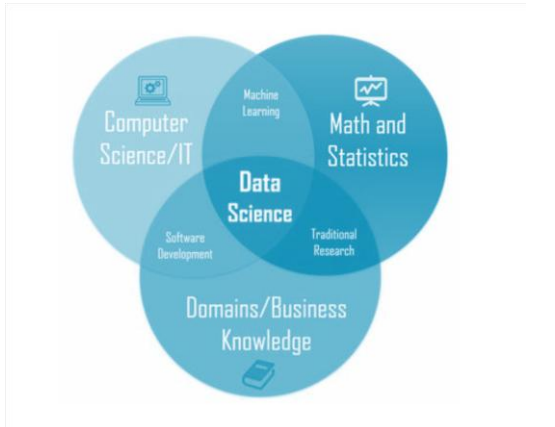 Machine
Learning
Computer
Science/IT
Math and
Statistics
Data
Science
Software
Development
Traditional
Research
Domains/Business
Knowledge